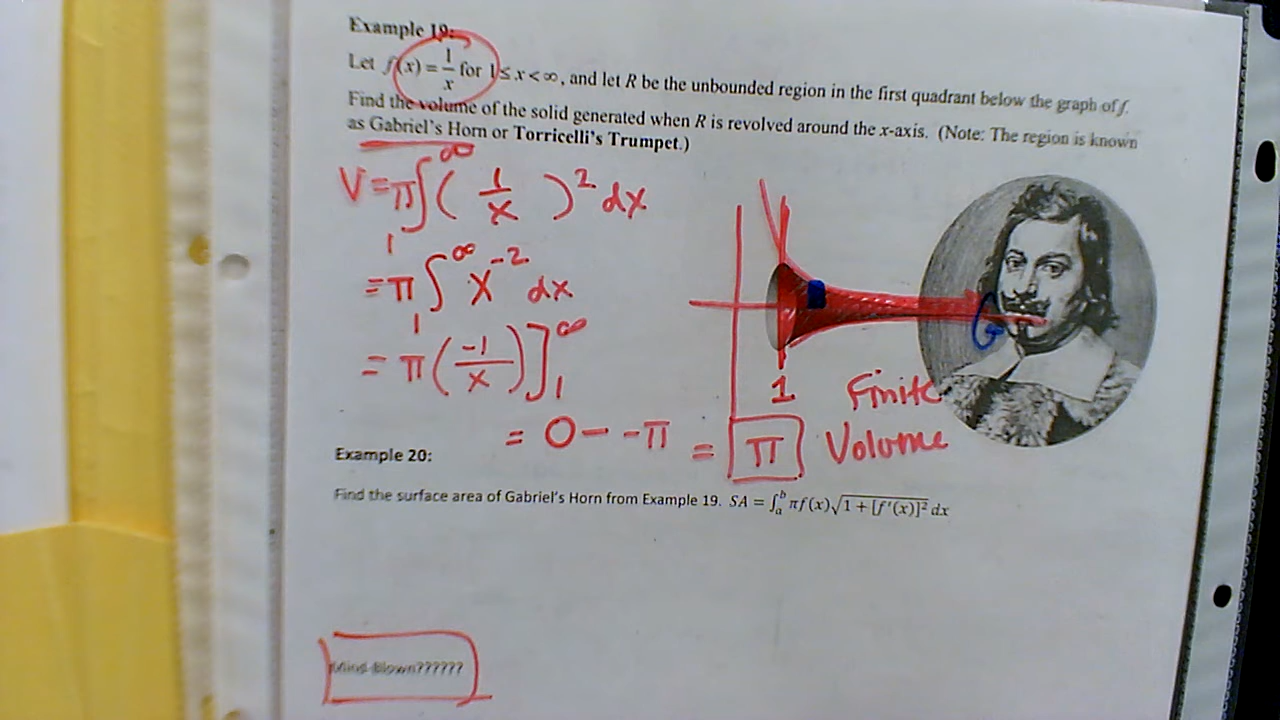 Example 19:
Let f(x) = 1/x for 1 ≤ x < ∞, and let R be the unbounded region in the first quadrant below the graph of f.
Find the volume of the solid generated when R is revolved around the x-axis. (Note: The region is known
as Gabriel's Horn or Torricelli's Trumpet.)
V = π∫₁^∞ (1/x)² dx
= π∫₁^∞ x⁻² dx
= π(-1/x)]₁^∞
= 0 - -π = π
1
Finite
Volume
Example 20:
Find the surface area of Gabriel's Horn from Example 19. SA = ∫ₐᵇ πf(x)√(1 + [f'(x)]²) dx
Mind Blown??????